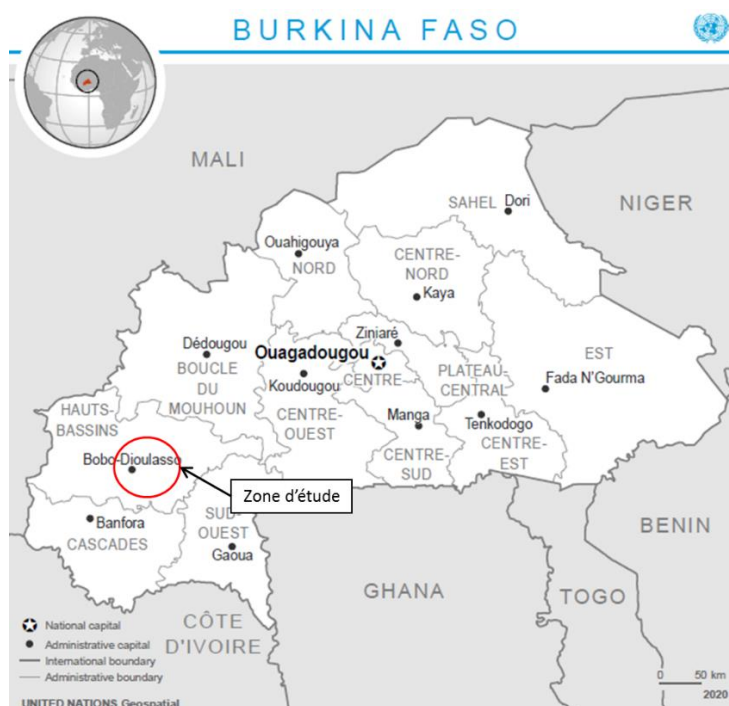 BURKINA FASO
MALI
NIGER
SAHEL
Dori
Ouahigouya
NORD
CENTRE-
NORD
Kaya
Ziniaré
Dédougou
Ouagadougou
BOUCLE
DU
MOUHOUN
Koudougou
CENTRE
PLATEAU-
CENTRAL
EST
Fada N'Gourma
HAUTS-
BASSINS
CENTRE-
OUEST
Manga
Tenkodogo
CENTRE-
EST
CENTRE-
SUD
Bobo-Dioulasso
Zone d'étude
Banfora
CASCADES
SUD-
OUEST
Gaoua
BENIN
GHANA
TOGO
CÔTE
D'IVOIRE
National capital
Administrative capital
International boundary
Administrative boundary
0 50 km
2020
UNITED NATIONS Geospatial